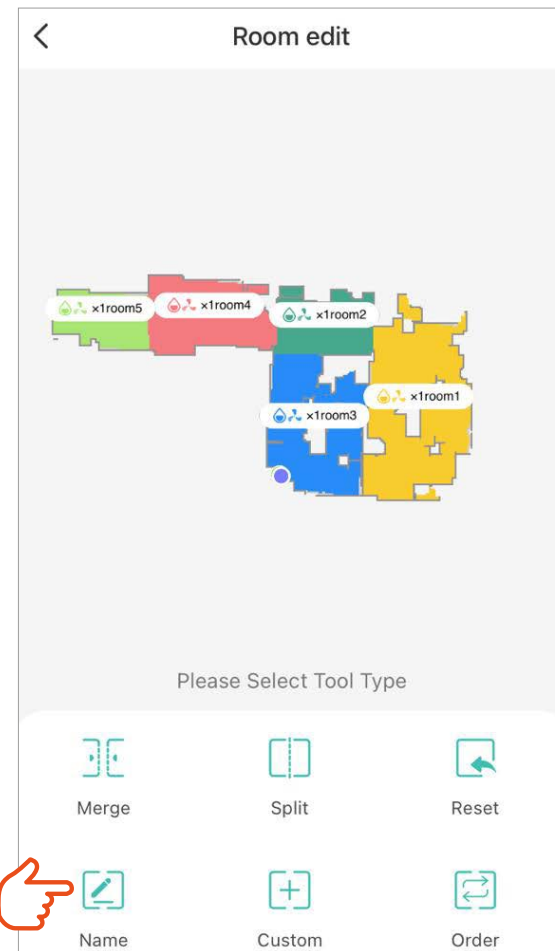 Room edit
×1room5
×1room4
×1room2
×1room1
×1room3
Please Select Tool Type
Merge
Split
Reset
Name
Custom
Order